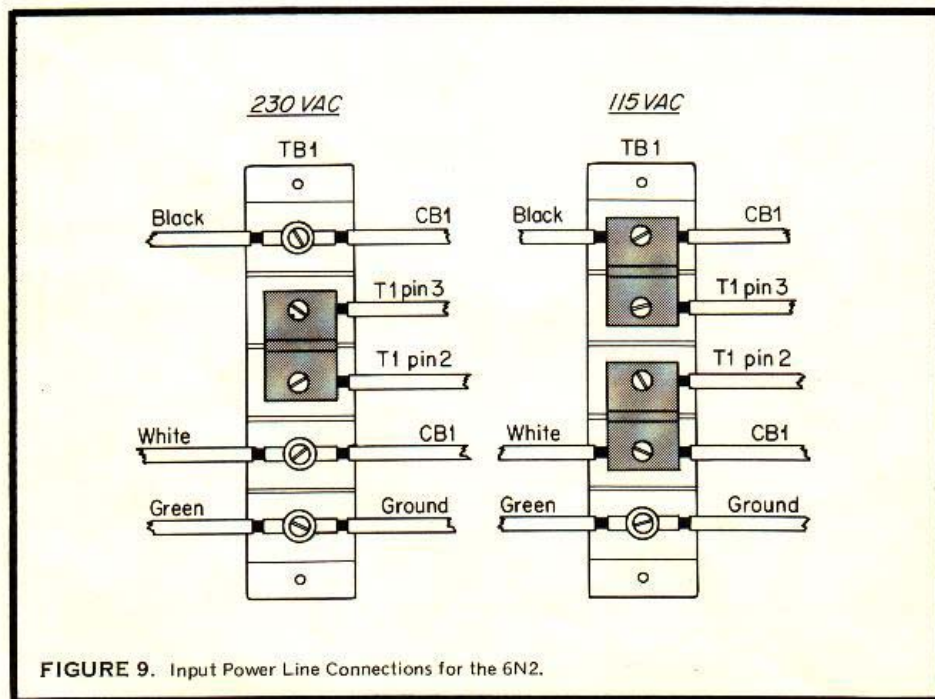 230 VAC
TB1
Black
CB1
T1 pin 3
T1 pin 2
White
CB1
Green
Ground
115 VAC
TB1
Black
CB1
T1 pin 3
T1 pin 2
White
CB1
Green
Ground
FIGURE 9. Input Power Line Connections for the 6N2.